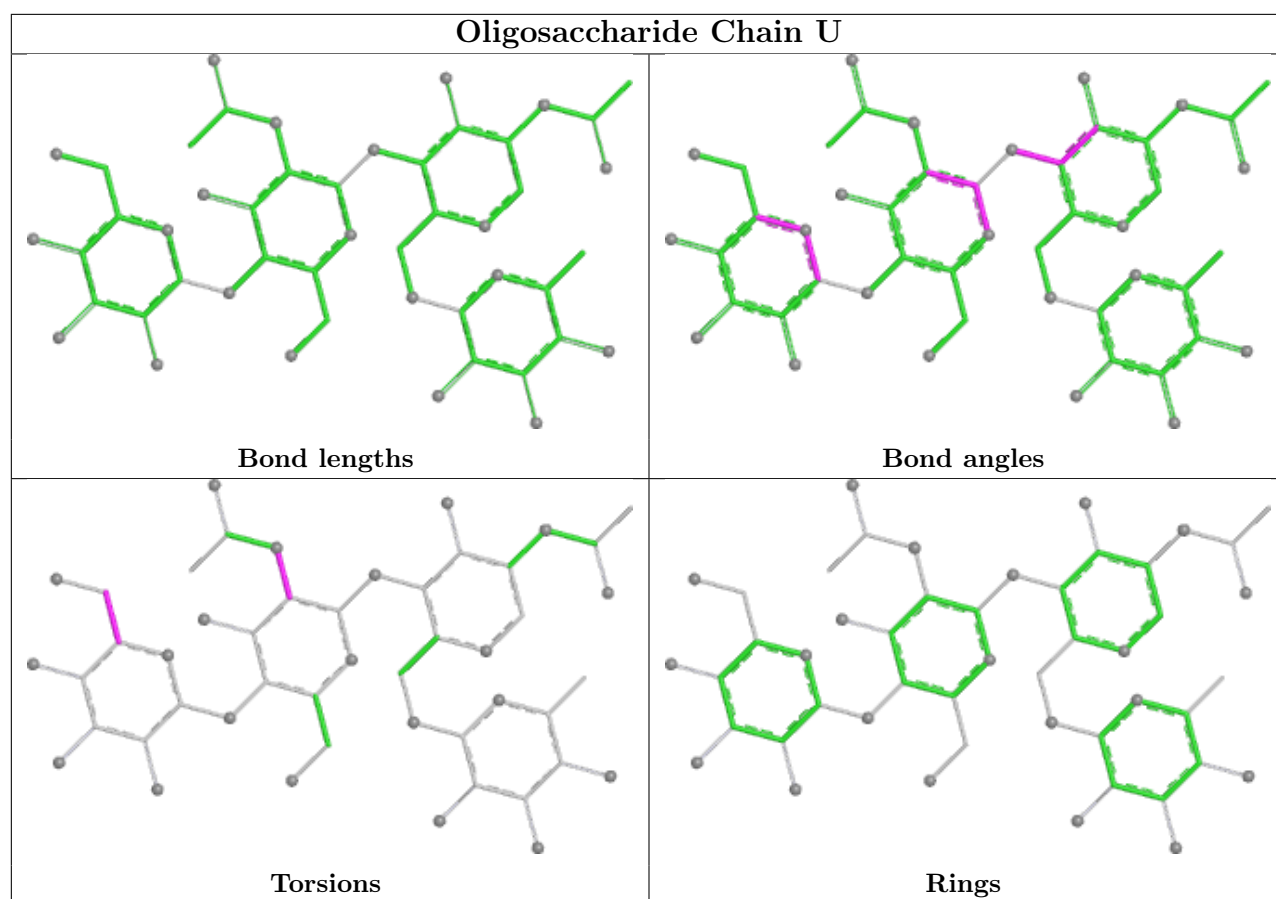 Oligosaccharide Chain U
Bond lengths
Bond angles
Torsions
Rings